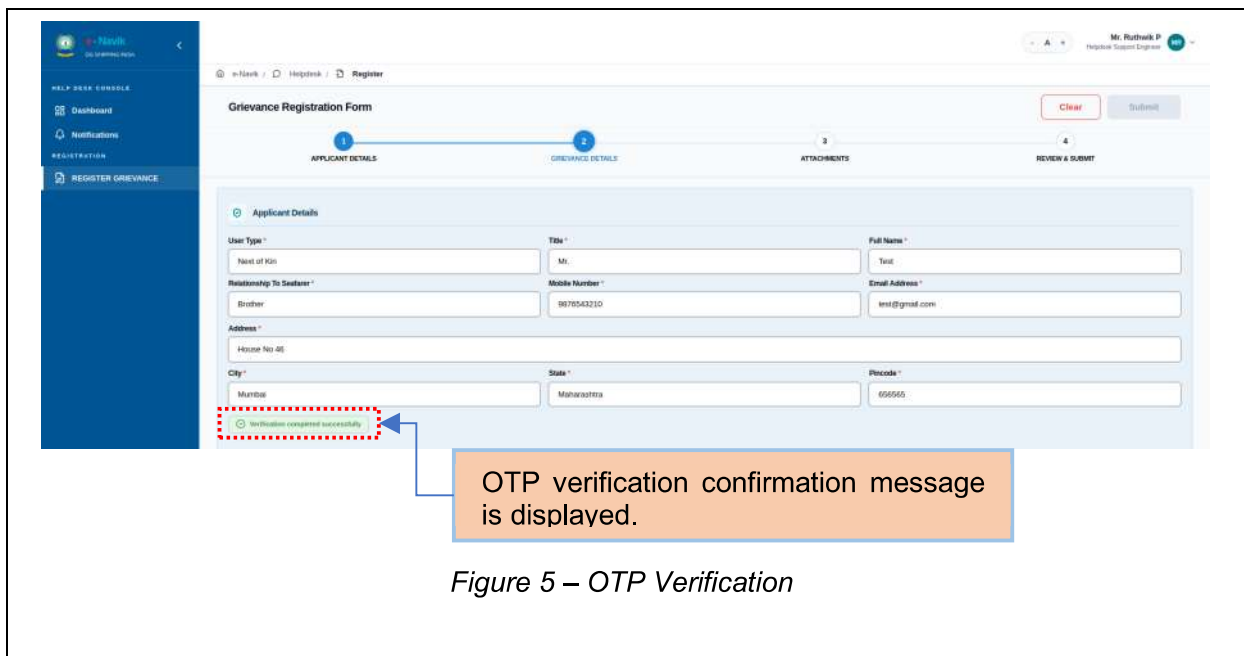 e-Navik
DG SHIPPING INDIA
- A +
Mr. Ruthwik P
Helpdesk Support Engineer
MR
e-Navik / Helpdesk / Register
HELP DESK CONSOLE
Dashboard
Notifications
REGISTRATION
REGISTER GRIEVANCE
Grievance Registration Form
Clear
Submit
1
2
3
4
APPLICANT DETAILS
GRIEVANCE DETAILS
ATTACHMENTS
REVIEW & SUBMIT
Applicant Details
User Type *
Title *
Full Name *
Next of Kin
Mr.
Test
Relationship To Seafarer *
Mobile Number *
Email Address *
Brother
9876543210
test@gmail.com
Address *
House No 46
City *
State *
Pincode *
Mumbai
Maharashtra
656565
Verification completed successfully
OTP verification confirmation message
is displayed.
Figure 5 – OTP Verification